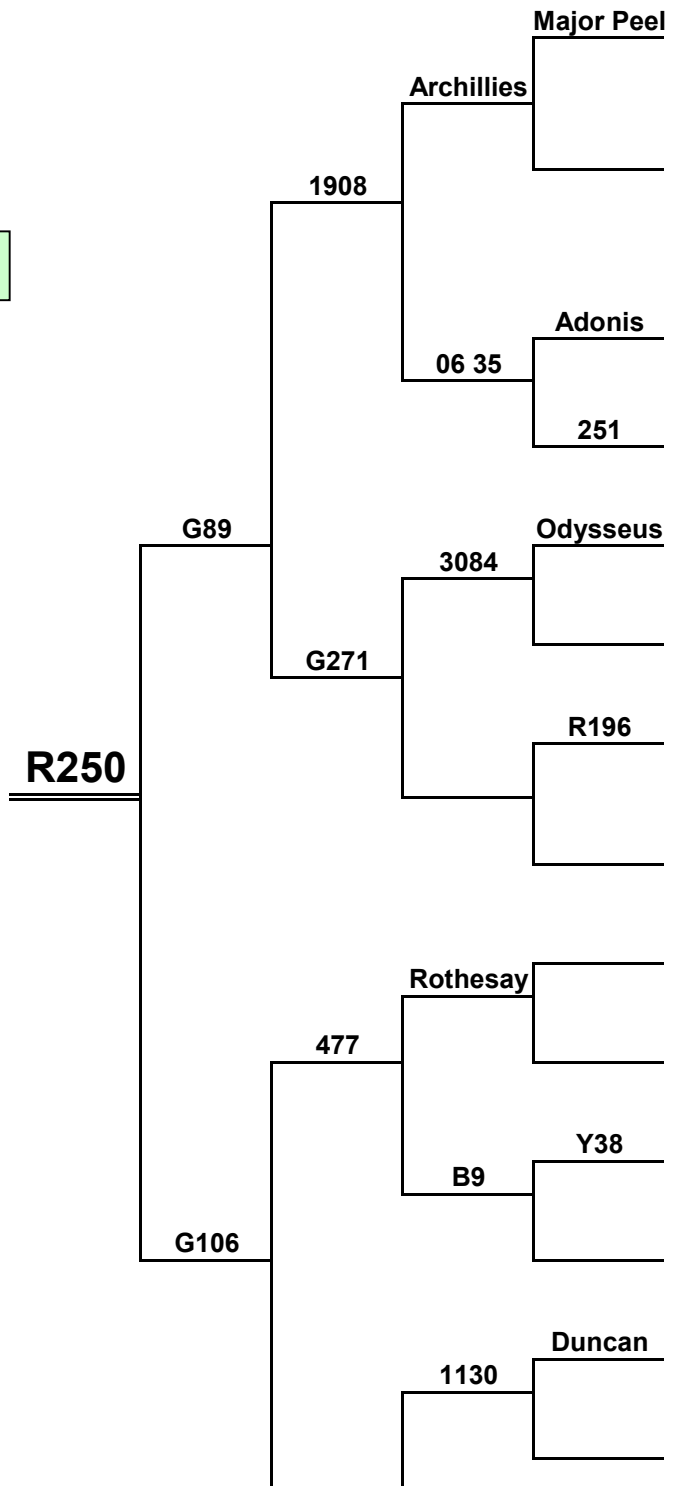 Major Peel
Archillies
1908
Adonis
06 35
251
G89
Odysseus
3084
G271
R196
R250
Rothesay
477
Y38
B9
G106
Duncan
1130